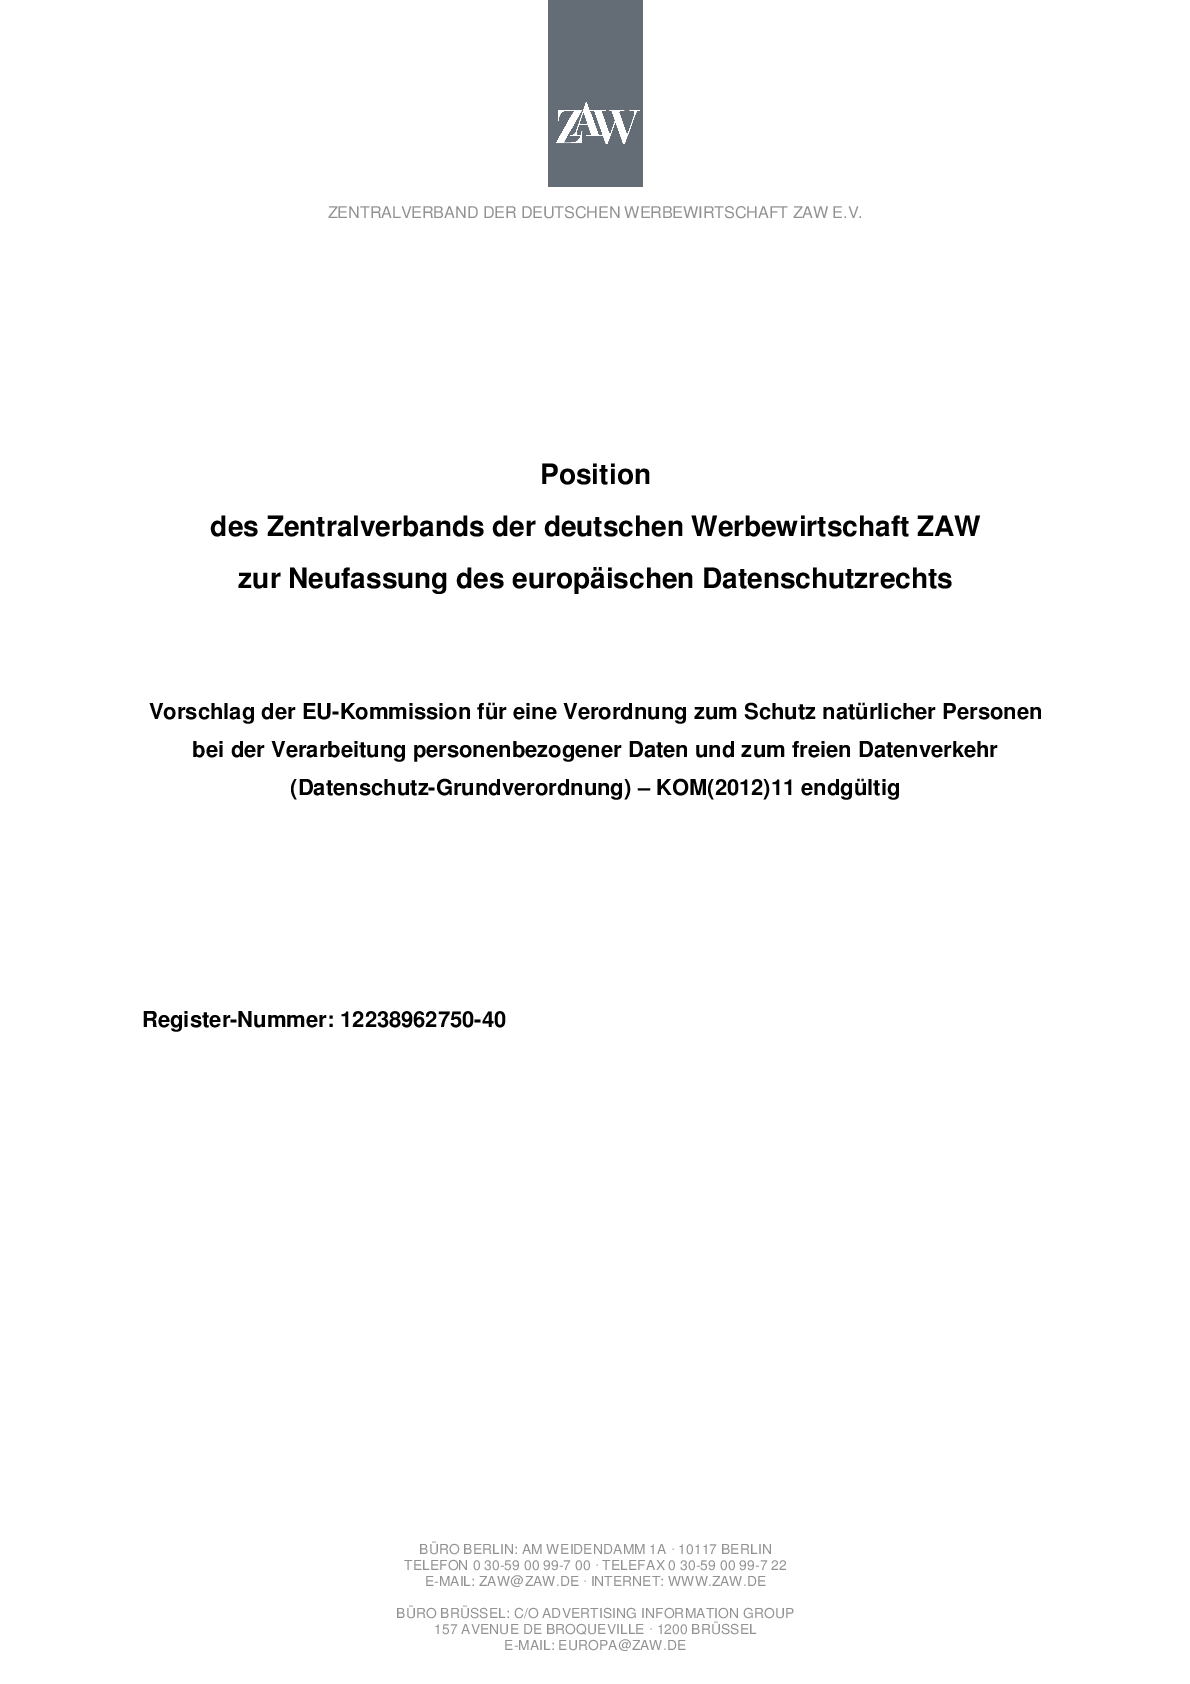 ZAW
ZENTRALVERBAND DER DEUTSCHEN WERBEWIRTSCHAFT ZAW E.V.
Position
des Zentralverbands der deutschen Werbewirtschaft ZAW
zur Neufassung des europäischen Datenschutzrechts
Vorschlag der EU-Kommission für eine Verordnung zum Schutz natürlicher Personen
bei der Verarbeitung personenbezogener Daten und zum freien Datenverkehr
(Datenschutz-Grundverordnung) – KOM(2012)11 endgültig
Register-Nummer: 12238962750-40
BÜRO BERLIN: AM WEIDENDAMM 1A · 10117 BERLIN
TELEFON 0 30-59 00 99-7 00 · TELEFAX 0 30-59 00 99-7 22
E-MAIL: ZAW@ZAW.DE · INTERNET: WWW.ZAW.DE
BÜRO BRÜSSEL: C/O ADVERTISING INFORMATION GROUP
157 AVENUE DE BROQUEVILLE · 1200 BRÜSSEL
E-MAIL: EUROPA@ZAW.DE